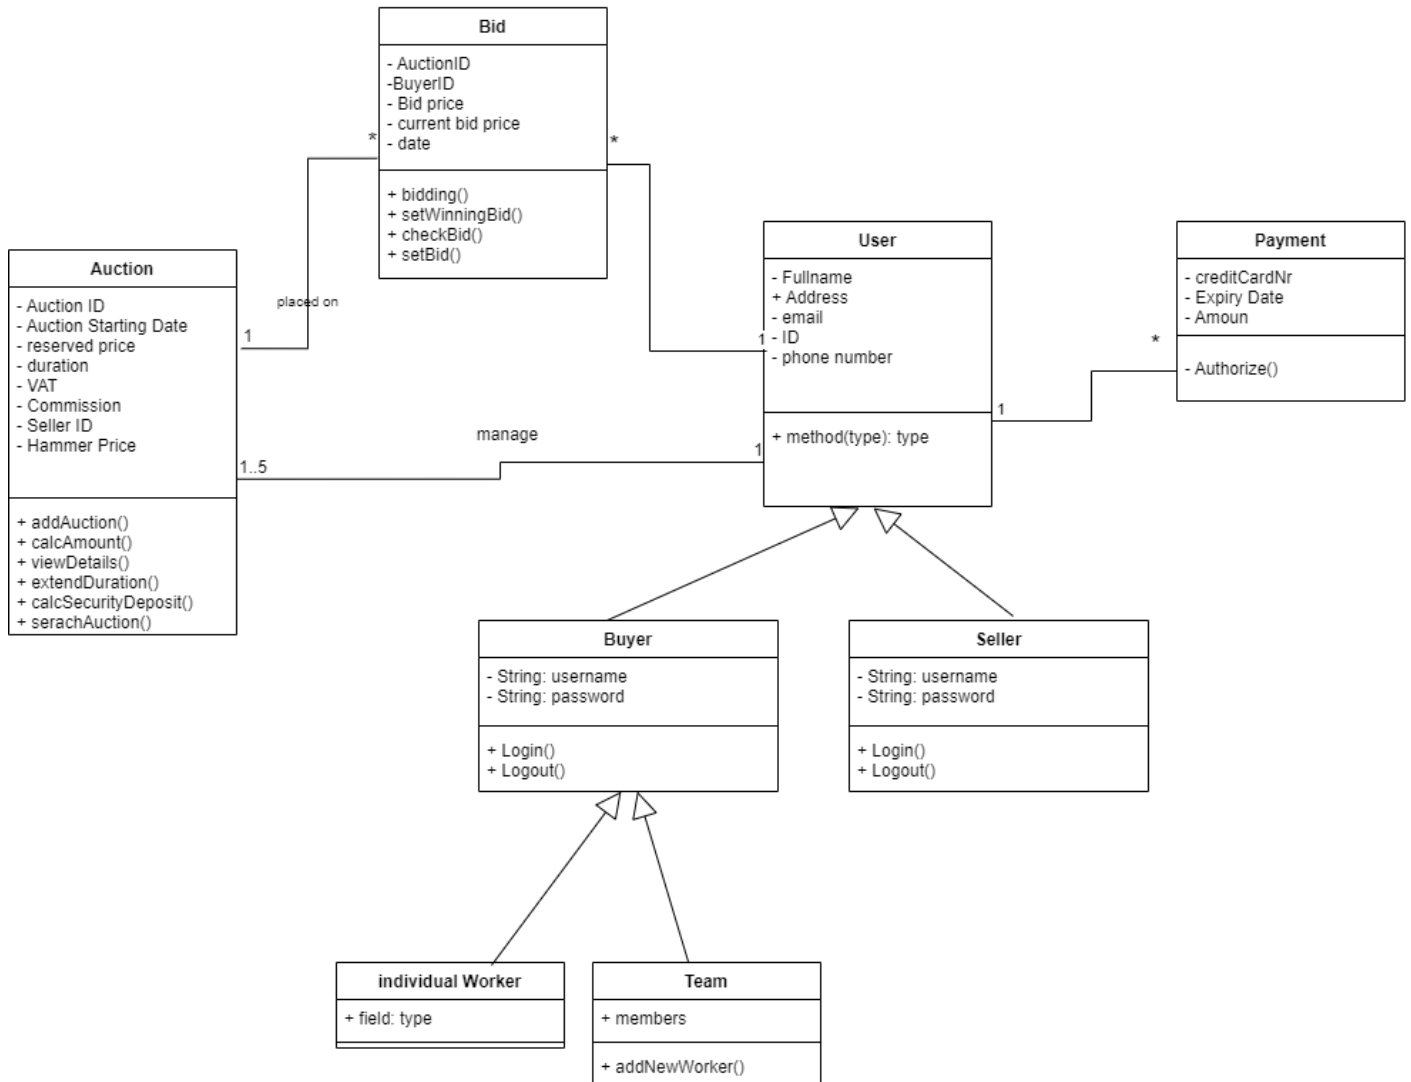 Bid
- AuctionID
-BuyerID
- Bid price
- current bid price
- date
+ bidding()
+ setWinningBid()
+ checkBid()
+ setBid()
*
*
placed on
1
Auction
- Auction ID
- Auction Starting Date
- reserved price
- duration
- VAT
- Commission
- Seller ID
- Hammer Price
+ addAuction()
+ calcAmount()
+ viewDetails()
+ extendDuration()
+ calcSecurityDeposit()
+ serachAuction()
1..5
manage
1
1
User
- Fullname
+ Address
- email
- ID
- phone number
+ method(type): type
1
*
Payment
- creditCardNr
- Expiry Date
- Amoun
- Authorize()
Buyer
- String: username
- String: password
+ Login()
+ Logout()
Seller
- String: username
- String: password
+ Login()
+ Logout()
individual Worker
+ field: type
Team
+ members
+ addNewWorker()